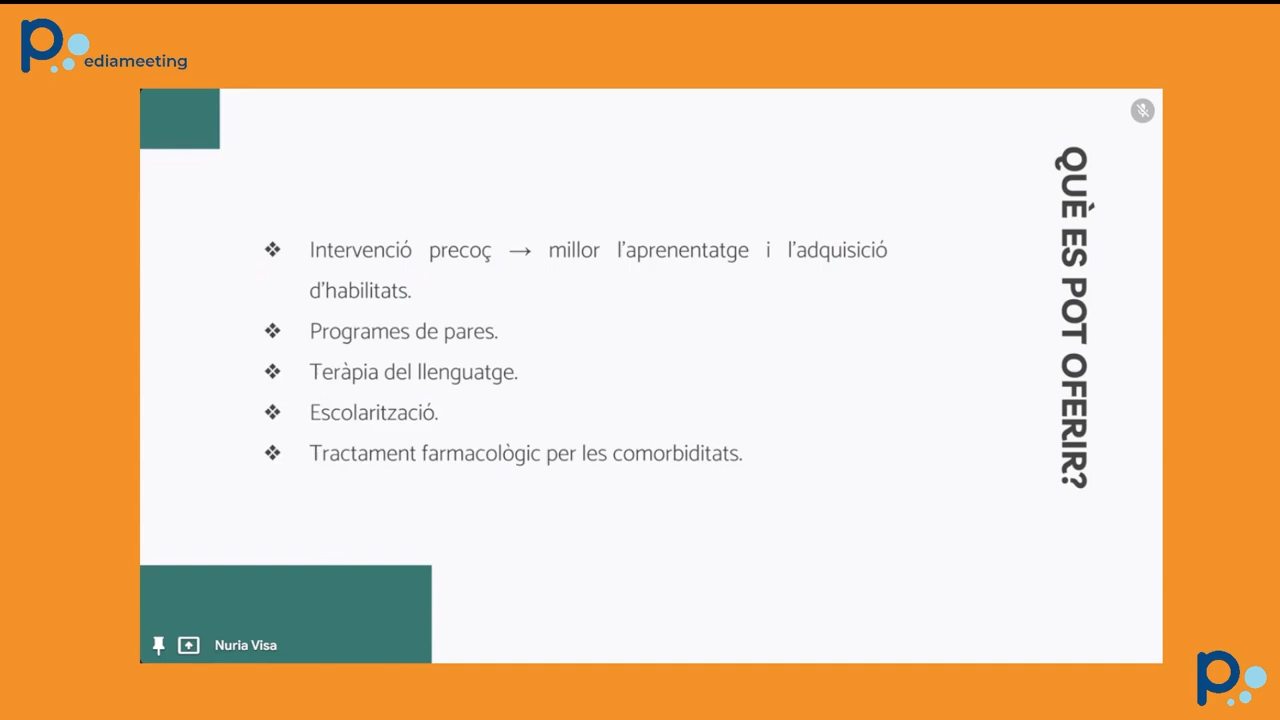 Pediameeting
QUÈ ES POT OFERIR?
❖ Intervenció precoç → millor l'aprenentatge i l'adquisició
d'habilitats.
❖ Programes de pares.
❖ Teràpia del llenguatge.
❖ Escolarització.
❖ Tractament farmacològic per les comorbiditats.
Nuria Visa
P